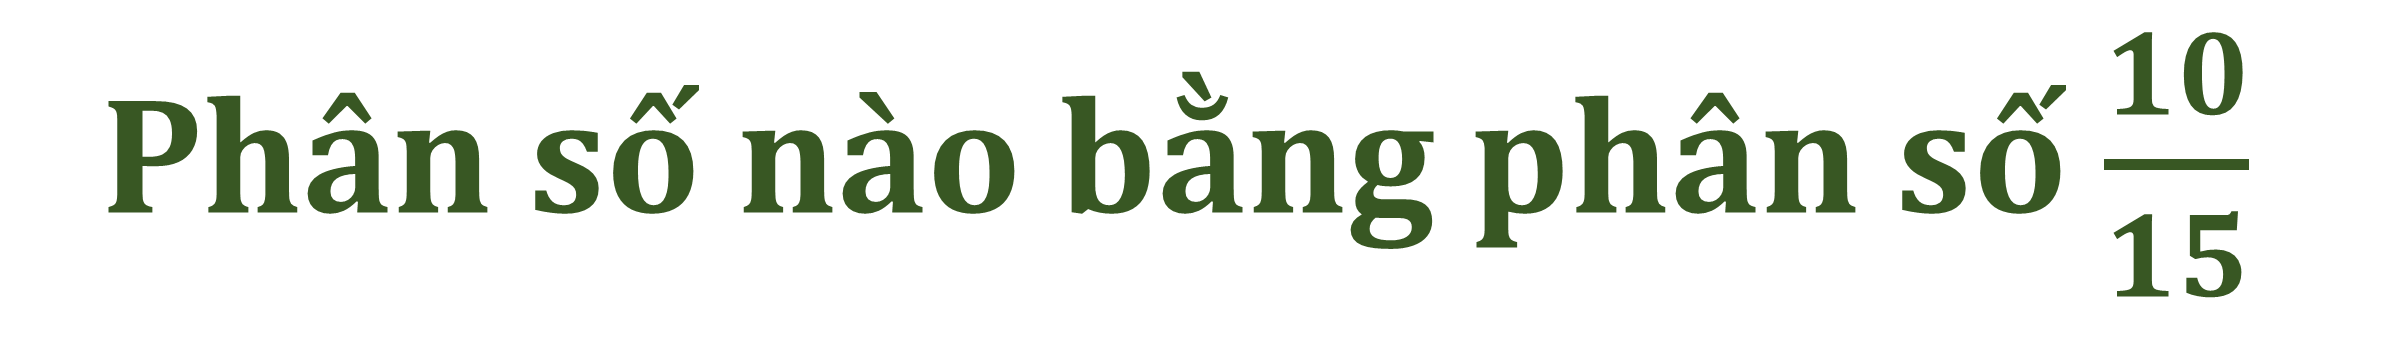 Phân số nào bằng phân số 10/15